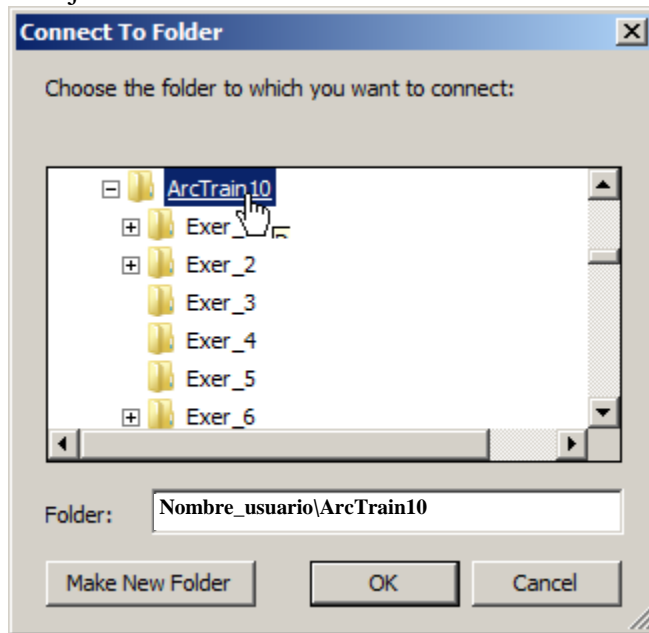 Connect To Folder
Choose the folder to which you want to connect:
ArcTrain10
Exer_
Exer_2
Exer_3
Exer_4
Exer_5
Exer_6
Folder: Nombre_usuario\ArcTrain10
Make New Folder OK Cancel